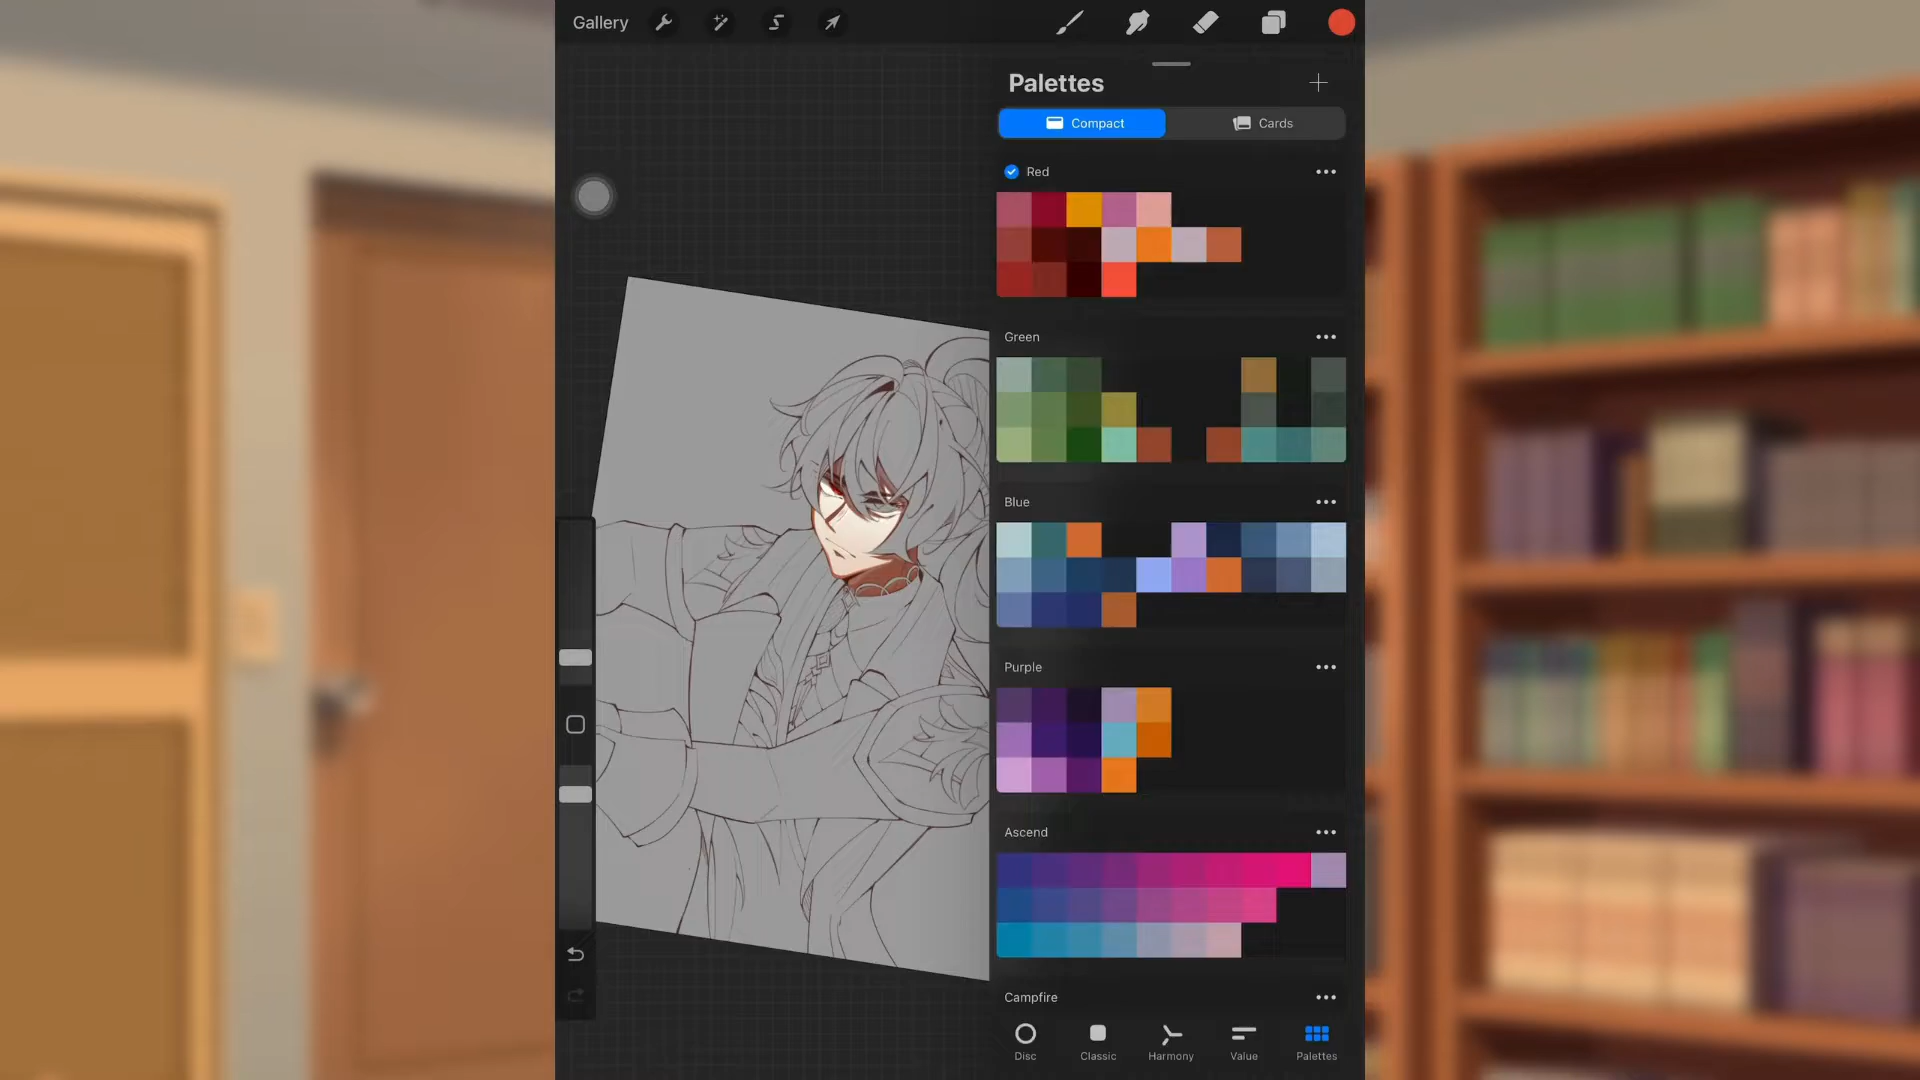 Gallery
Palettes
Compact
Cards
Red
Green
Blue
Purple
Ascend
Campfire
Disc
Classic
Harmony
Value
Palettes